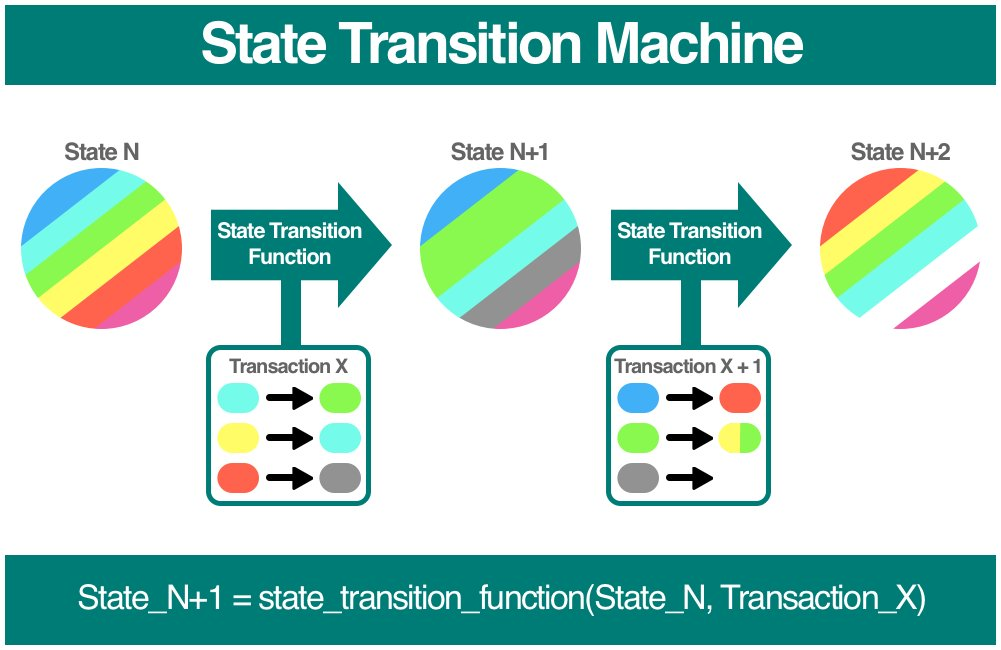 State Transition Machine
State N
State N+1
State N+2
State Transition
Function
State Transition
Function
Transaction X
Transaction X + 1
State_N+1 = state_transition_function(State_N, Transaction_X)